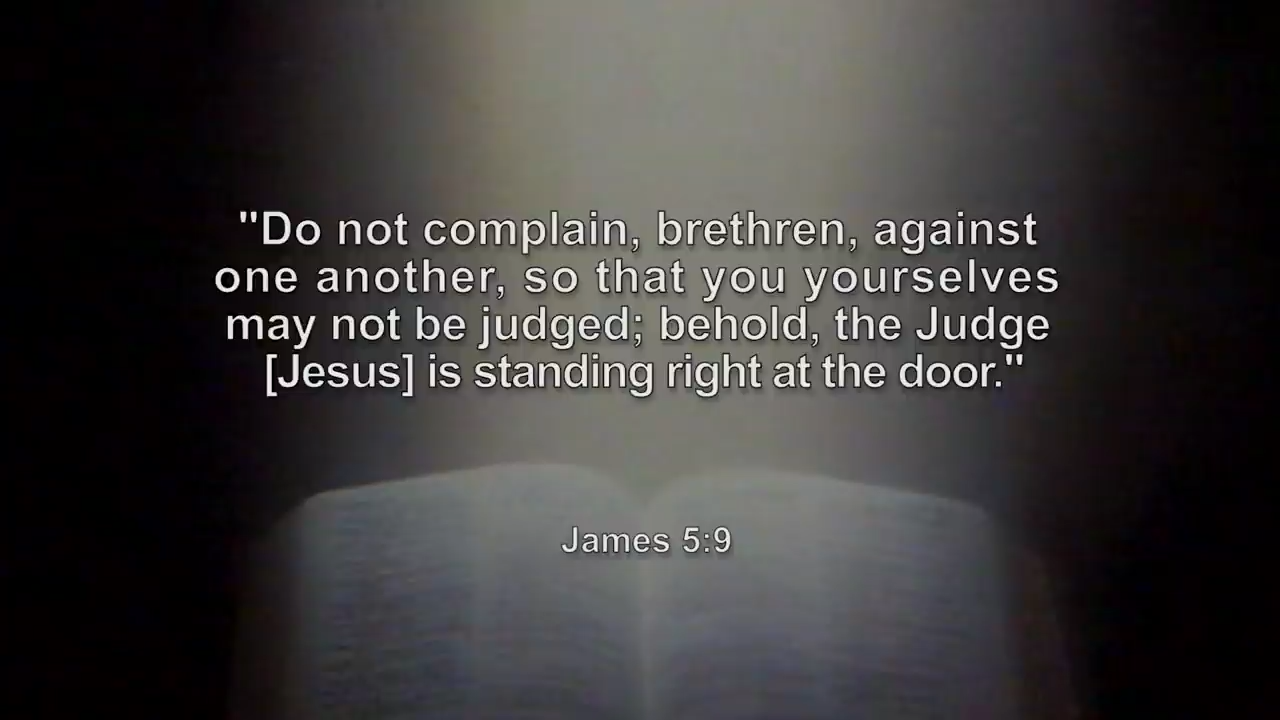 "Do not complain, brethren, against
one another, so that you yourselves
may not be judged; behold, the Judge
[Jesus] is standing right at the door."
James 5:9